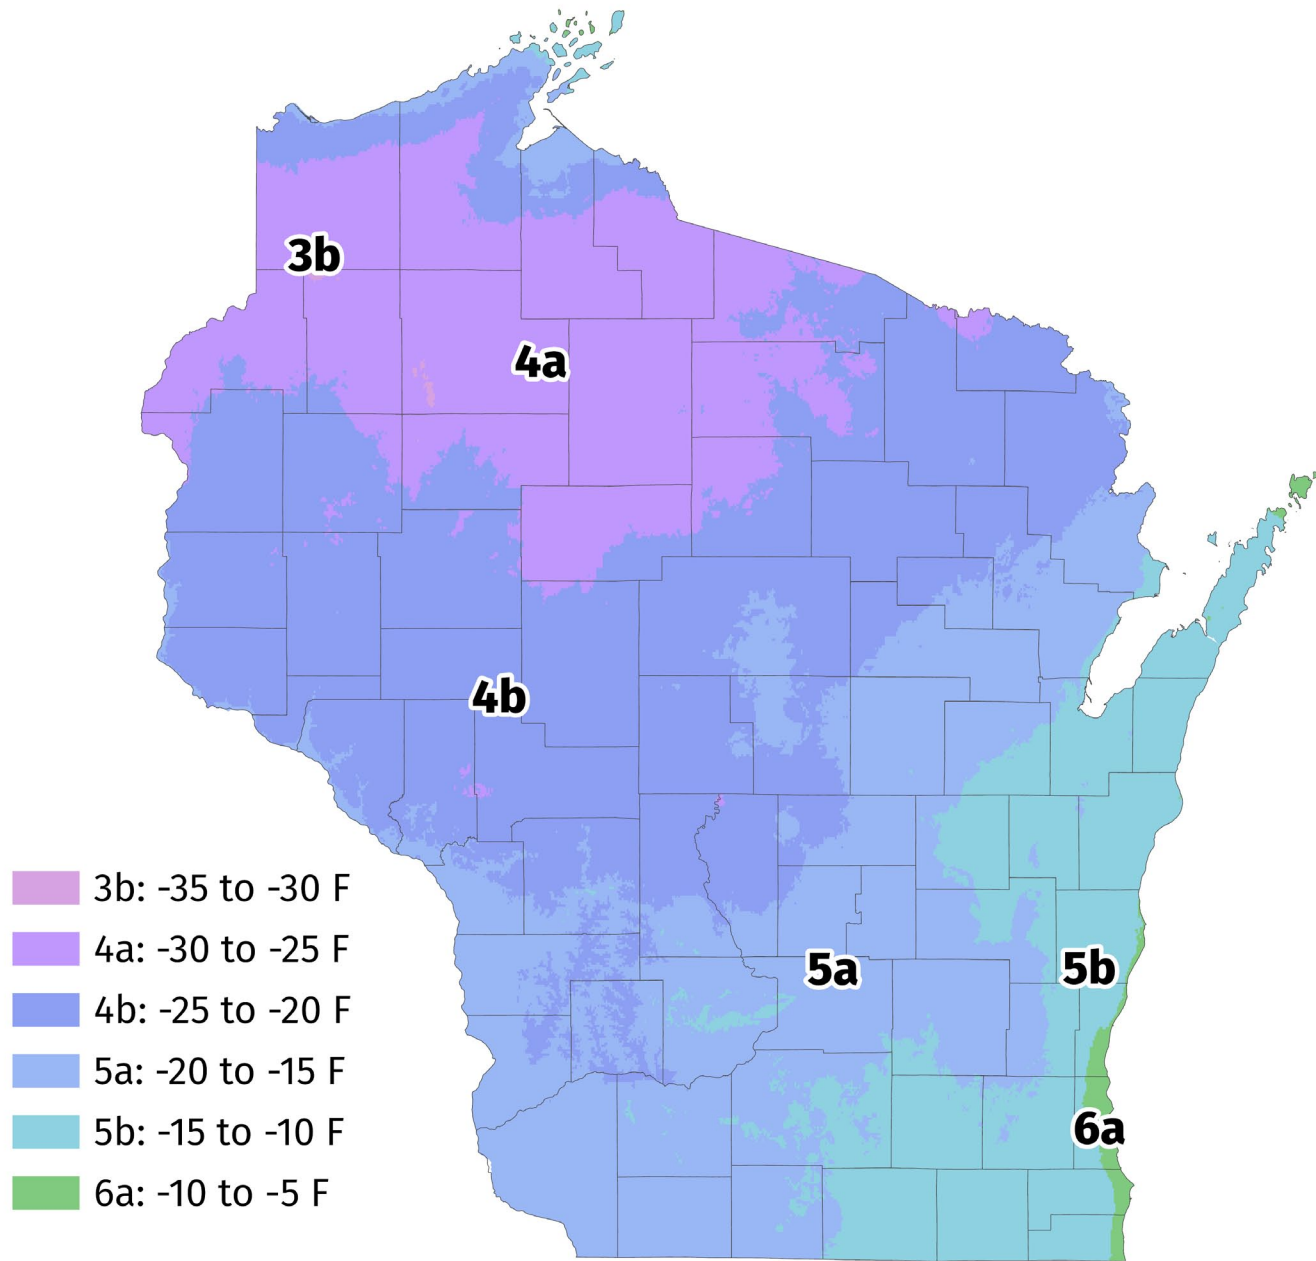 3b
4a
4b
5a
5b
6a
3b: -35 to -30 F
4a: -30 to -25 F
4b: -25 to -20 F
5a: -20 to -15 F
5b: -15 to -10 F
6a: -10 to -5 F